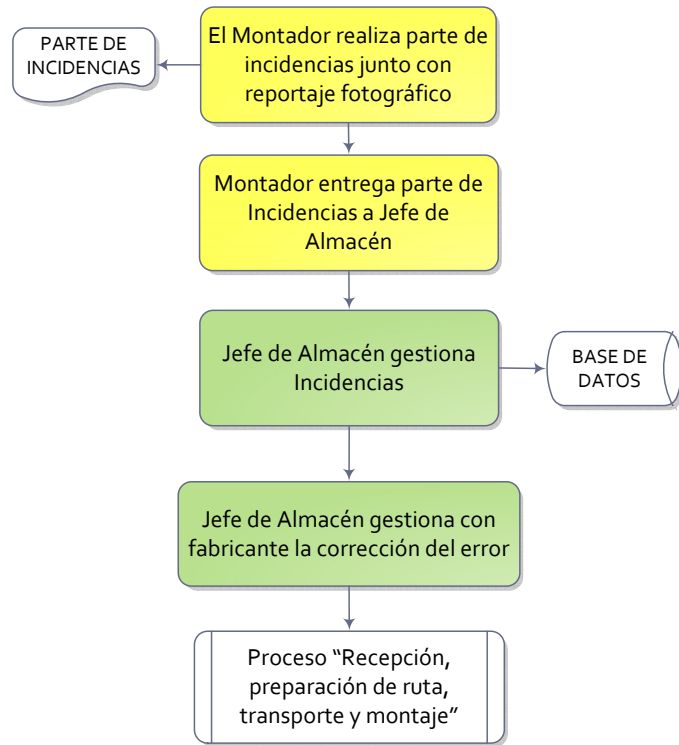 PARTE DE
INCIDENCIAS
El Montador realiza parte de
incidencias junto con
reportaje fotográfico
Montador entrega parte de
Incidencias a Jefe de
Almacén
Jefe de Almacén gestiona
Incidencias
BASE DE
DATOS
Jefe de Almacén gestiona con
fabricante la corrección del error
Proceso “Recepción,
preparación de ruta,
transporte y montaje”